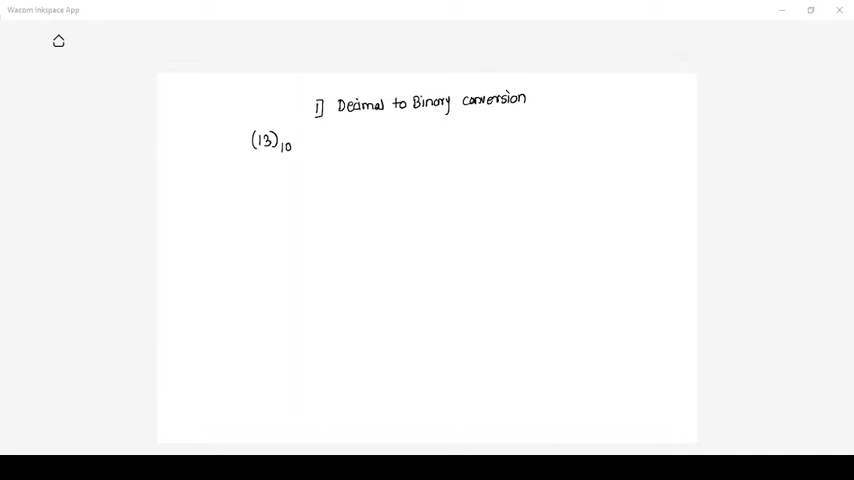 Wacom Inkspace App
1] Decimal to Binary conversion
(13)₁₀